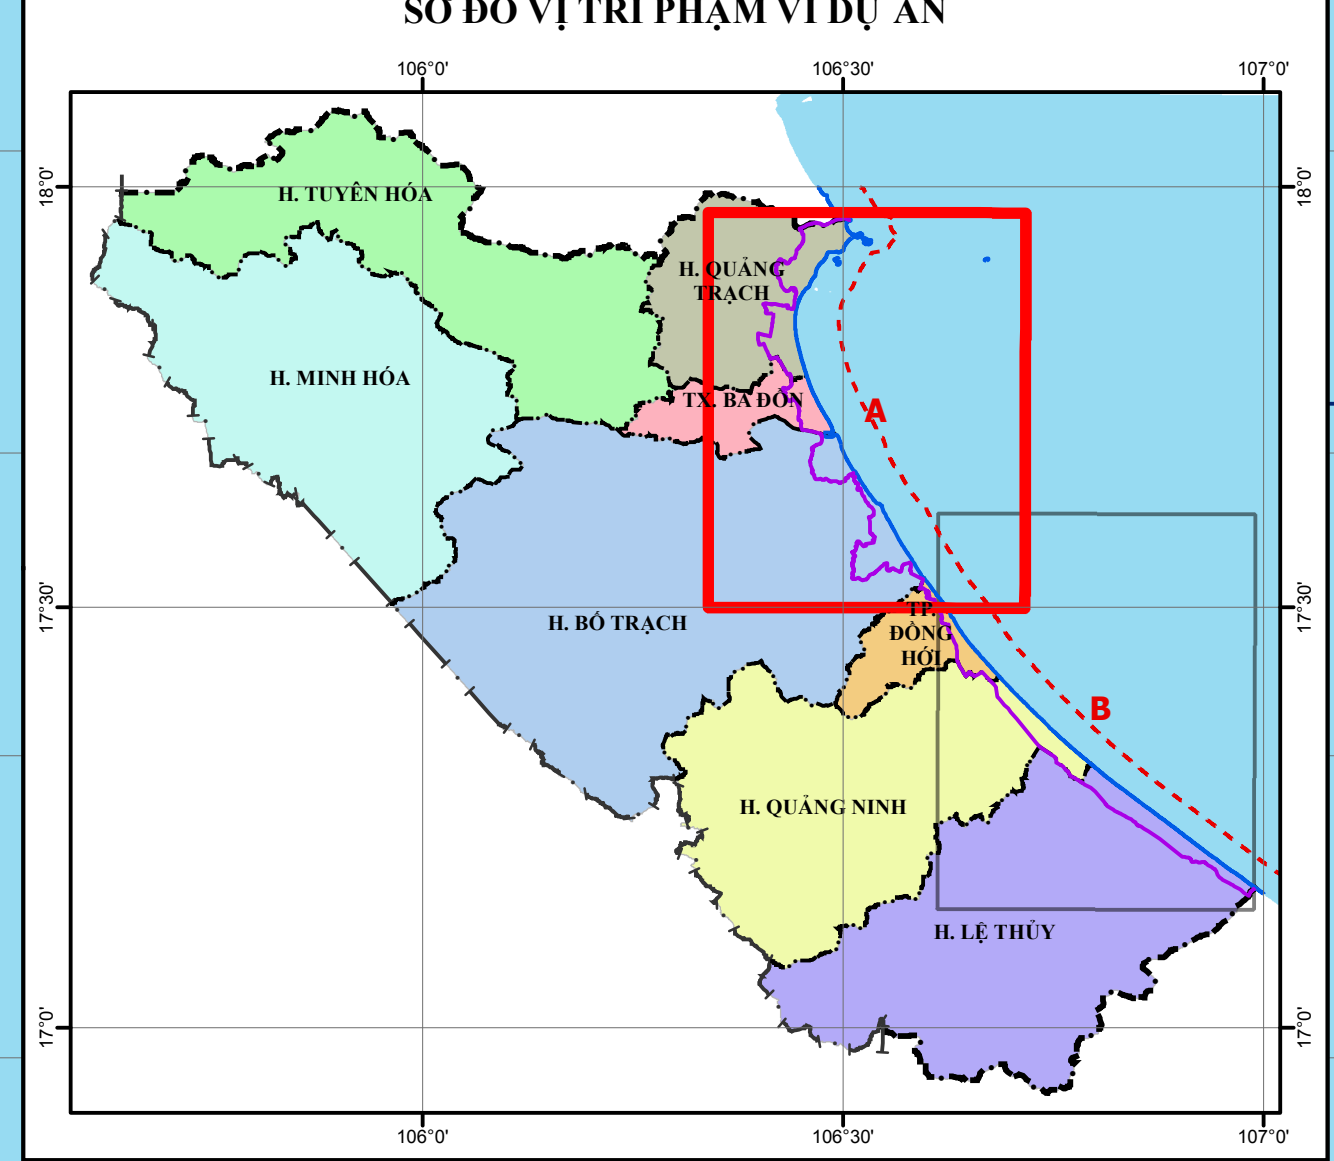 SƠ ĐỒ VỊ TRÍ PHẠM VI DỰ ÁN
106°0' 106°30' 107°0'
18°0' 18°0'
H. TUYÊN HÓA
H. QUẢNG
TRẠCH
H. MINH HÓA
TX. BA ĐỒN
A
17°30' 17°30'
H. BỐ TRẠCH
TP.
ĐỒNG
HỚI
B
H. QUẢNG NINH
H. LỆ THỦY
17°0' 17°0'
106°0' 106°30' 107°0'